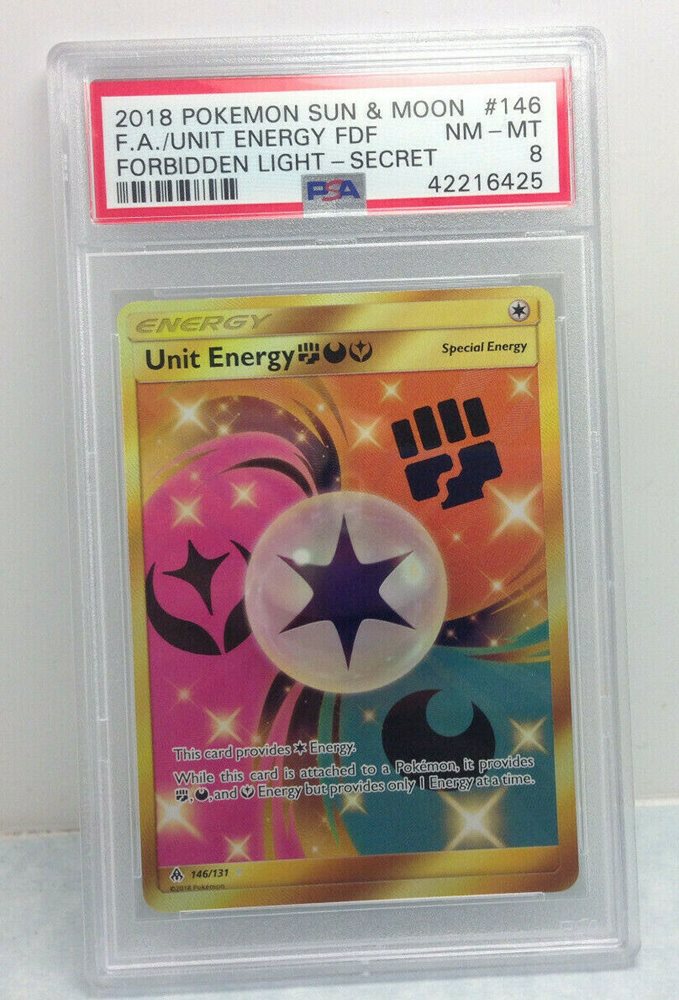 2018 POKEMON SUN & MOON #146
F.A./UNIT ENERGY FDF NM - MT
FORBIDDEN LIGHT - SECRET 8
PSA 42216425
ENERGY
Unit Energy
Special Energy
This card provides Energy.
While this card is attached to a Pokémon, it provides
, , and Energy but provides only 1 Energy at a time.
146/131
©2018 Pokémon